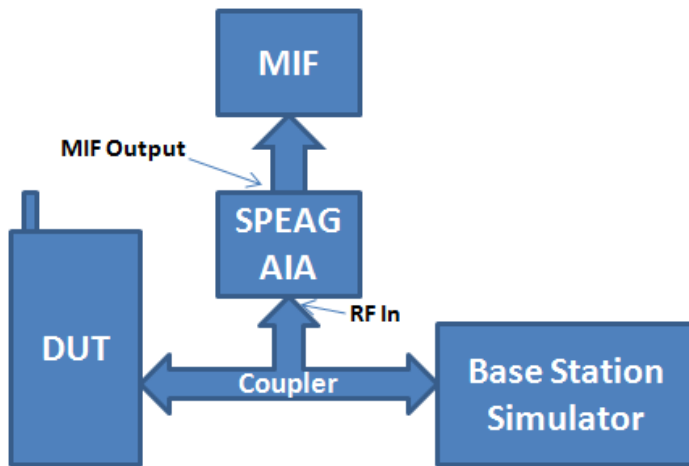 MIF
MIF Output
SPEAG
AIA
RF In
DUT
Coupler
Base Station
Simulator